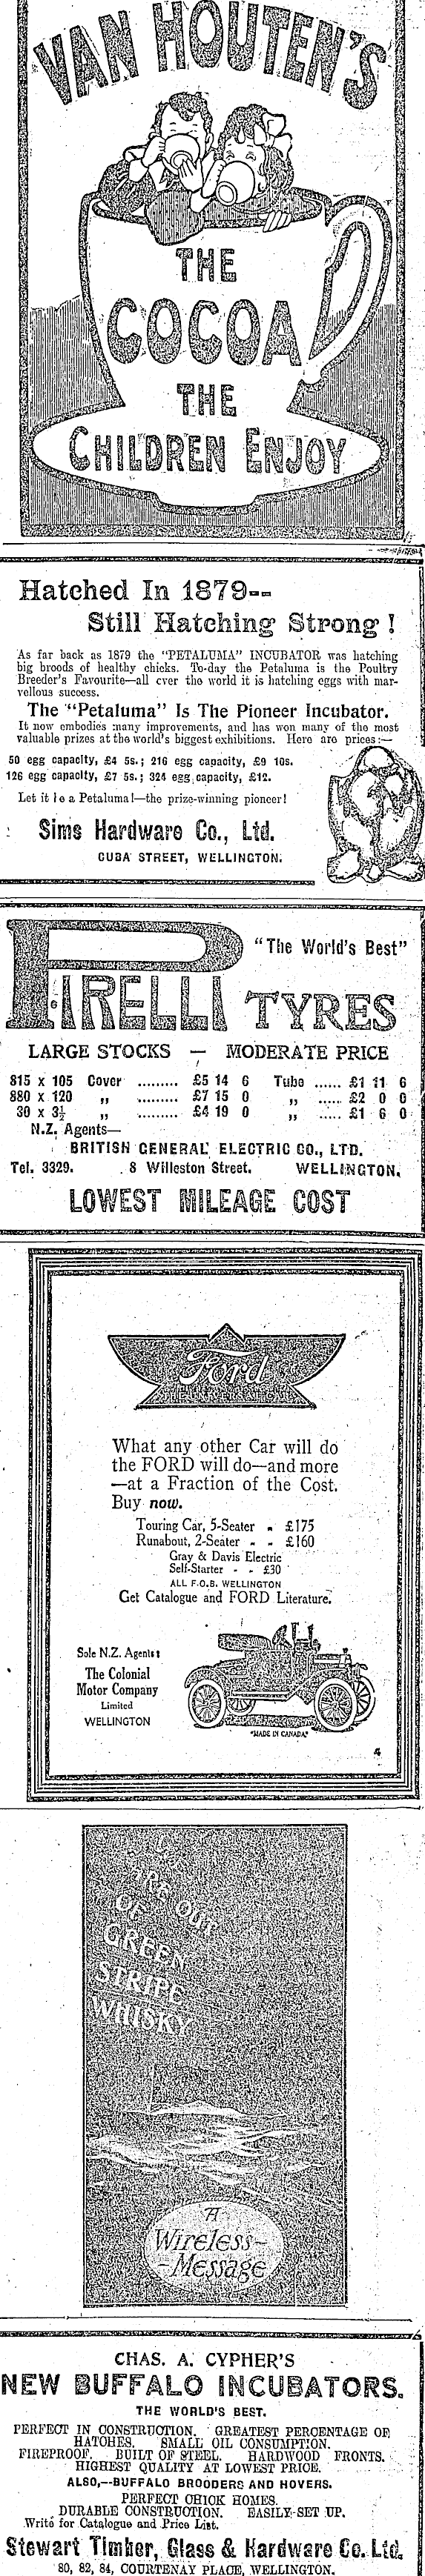 VAN HOUTEN'S
THE
COCOA
THE
CHILDREN ENJOY
Hatched In 1879--
Still Hatching Strong!
As far back as 1879 the "PETALUMA" INCUBATOR was hatching
big broods of healthy chicks. To-day the Petaluma is the Poultry
Breeder's Favourite—all over the world it is hatching eggs with mar-
vellous success.
The "Petaluma" Is The Pioneer Incubator.
It now embodies many improvements, and has won many of the most
valuable prizes at the world's biggest exhibitions. Here are prices:—
50 egg capacity, £4 5s.; 216 egg capacity, £9 10s.
126 egg capacity, £7 5s.; 324 egg capacity, £12.
Let it be a Petaluma!—the prize-winning pioneer!
Sims Hardware Co., Ltd.
CUBA STREET, WELLINGTON.
PIRELLI "The World's Best"
TYRES
LARGE STOCKS — MODERATE PRICE
815 x 105 Cover ......... £5 14 6 Tube ...... £1 11 6
880 x 120 ,, ......... £7 15 0 ,, ..... £2 0 0
30 x 3½ ,, ......... £4 19 0 ,, ..... £1 6 0
N.Z. Agents—
BRITISH GENERAL ELECTRIC CO., LTD.
Tel. 3329. 8 Willeston Street. WELLINGTON.
LOWEST MILEAGE COST
Ford
THE UNIVERSAL CAR
What any other Car will do
the FORD will do—and more
—at a Fraction of the Cost.
Buy now.
Touring Car, 5-Seater - £175
Runabout, 2-Seater - - £160
Gray & Davis Electric
Self-Starter - - £30
ALL F.O.B. WELLINGTON
Get Catalogue and FORD Literature.
Sole N.Z. Agents:
The Colonial
Motor Company
Limited
WELLINGTON
"MADE IN CANADA"
4
WE
ARE OUT
OF
GREEN
STRIPE
WHISKY
A
Wireless-
-Message
CHAS. A. CYPHER'S
NEW BUFFALO INCUBATORS.
THE WORLD'S BEST.
PERFECT IN CONSTRUCTION. GREATEST PERCENTAGE OF
HATCHES. SMALL OIL CONSUMPTION.
FIREPROOF. BUILT OF STEEL. HARDWOOD FRONTS.
HIGHEST QUALITY AT LOWEST PRICE.
ALSO,--BUFFALO BROODERS AND HOVERS.
PERFECT CHICK HOMES.
DURABLE CONSTRUCTION. EASILY SET UP.
Write for Catalogue and Price List.
Stewart Timber, Glass & Hardware Co. Ltd.
80, 82, 84, COURTENAY PLACE, WELLINGTON.